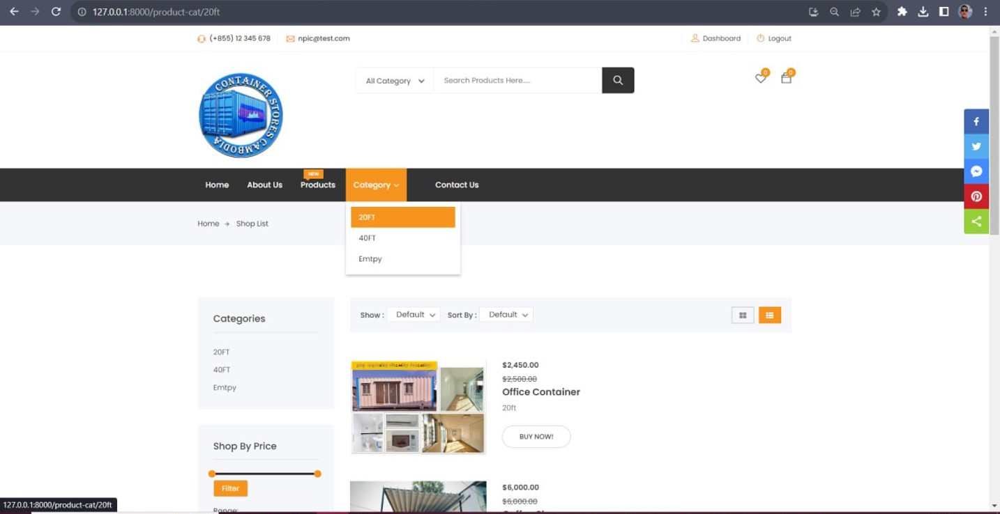 127.0.0.1:8000/product-cat/20ft
(+855) 12 345 678
npic@test.com
Dashboard
Logout
CONTAINER STORES CAMBODIA
All Category
Search Products Here.....
0
0
NEW
Home
About Us
Products
Category
Contact Us
20FT
40FT
Emtpy
Home → Shop List
Categories
20FT
40FT
Emtpy
Show :
Default
Sort By :
Default
$2,450.00
$2,500.00
Office Container
20ft
BUY NOW!
Shop By Price
Filter
Range:
$6,000.00
$6,000.00
127.0.0.1:8000/product-cat/20ft